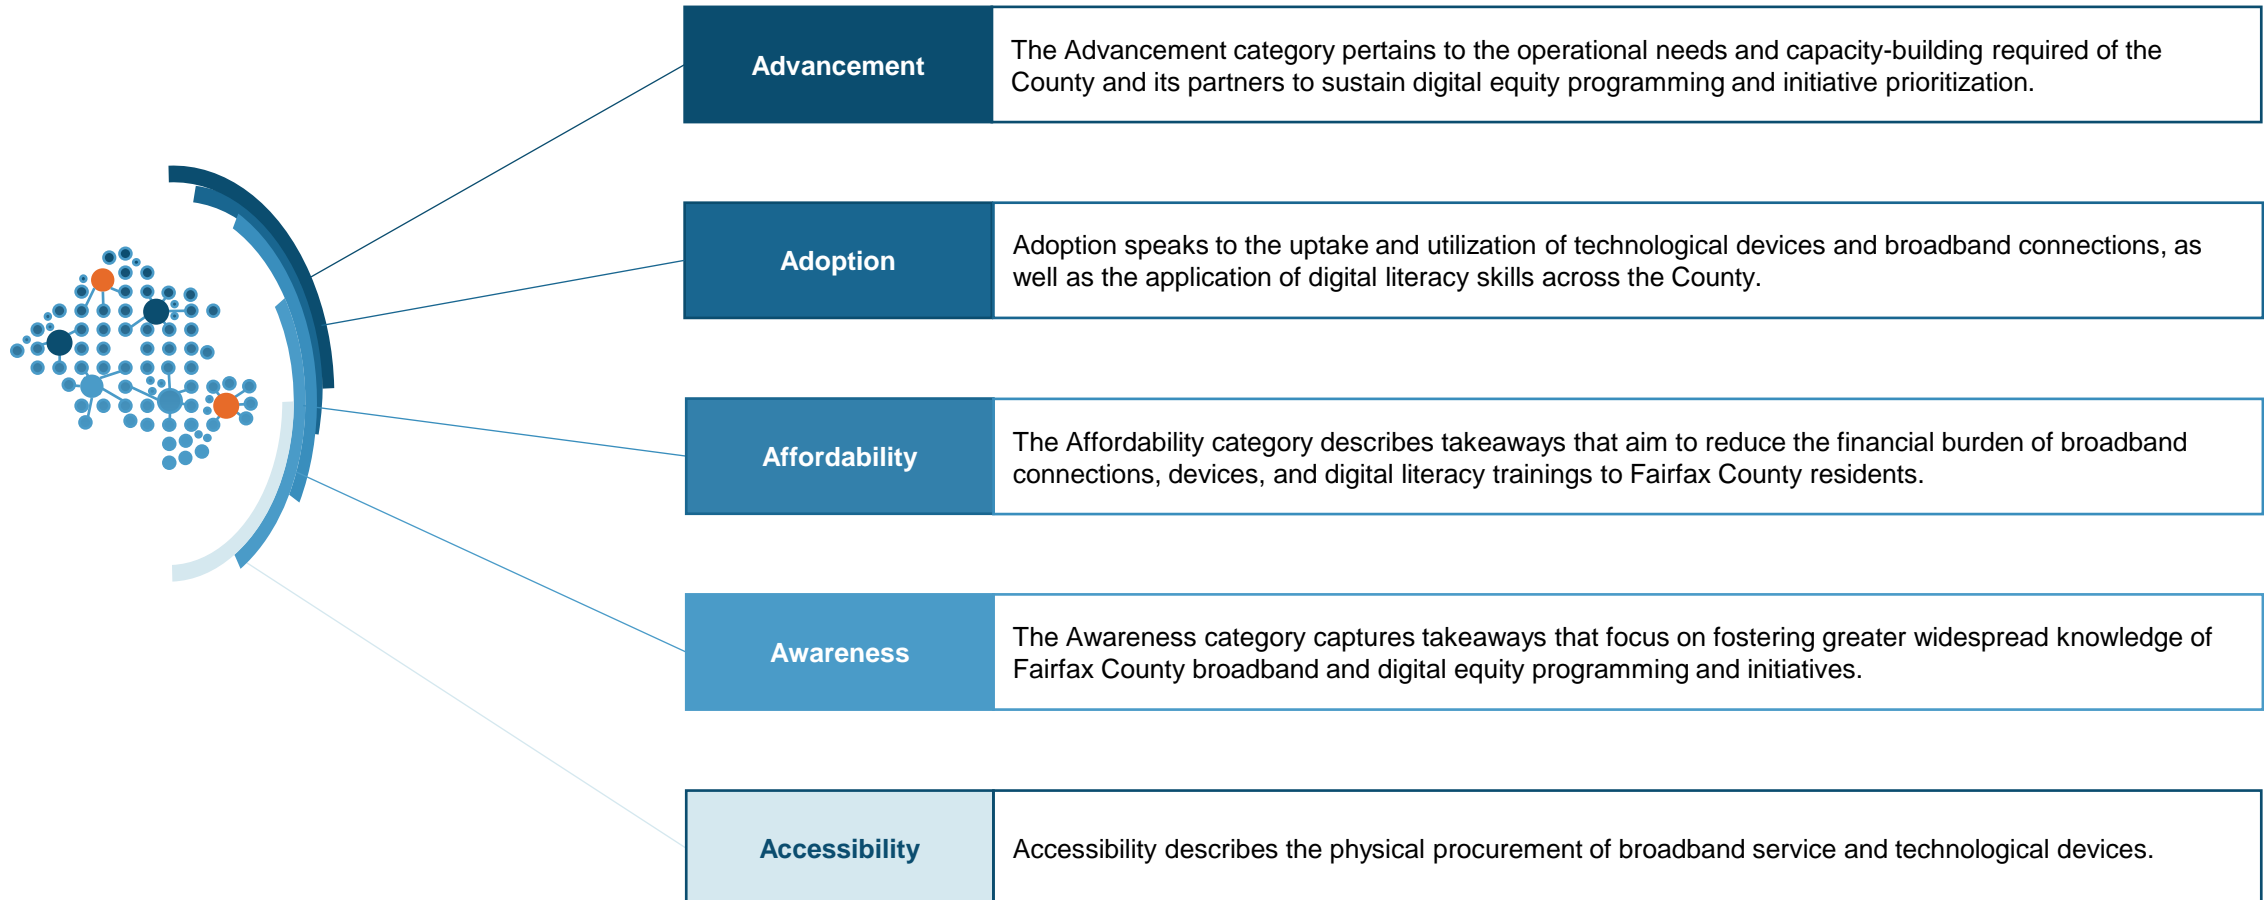 Advancement
The Advancement category pertains to the operational needs and capacity-building required of the
County and its partners to sustain digital equity programming and initiative prioritization.
Adoption
Adoption speaks to the uptake and utilization of technological devices and broadband connections, as
well as the application of digital literacy skills across the County.
Affordability
The Affordability category describes takeaways that aim to reduce the financial burden of broadband
connections, devices, and digital literacy trainings to Fairfax County residents.
Awareness
The Awareness category captures takeaways that focus on fostering greater widespread knowledge of
Fairfax County broadband and digital equity programming and initiatives.
Accessibility
Accessibility describes the physical procurement of broadband service and technological devices.